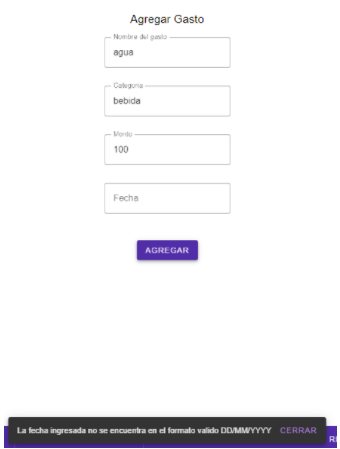 Agregar Gasto
Nombre del gasto
agua
Categoria
bebida
Monto
100
Fecha
AGREGAR
La fecha ingresada no se encuentra en el formato valido DD/MM/YYYY CERRAR